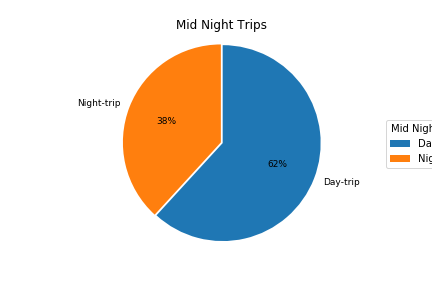 Mid Night Trips
Night-trip
38%
62%
Day-trip
Mid Nigh
Da
Nig